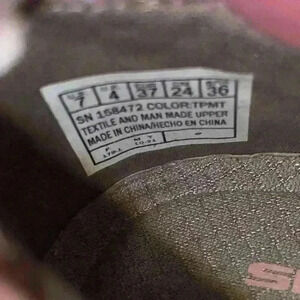 7 4 37 24 36
SN 158472 COLOR:TPMT
TEXTILE AND MAN MADE UPPER
MADE IN CHINA/HECHO EN CHINA
F M Y